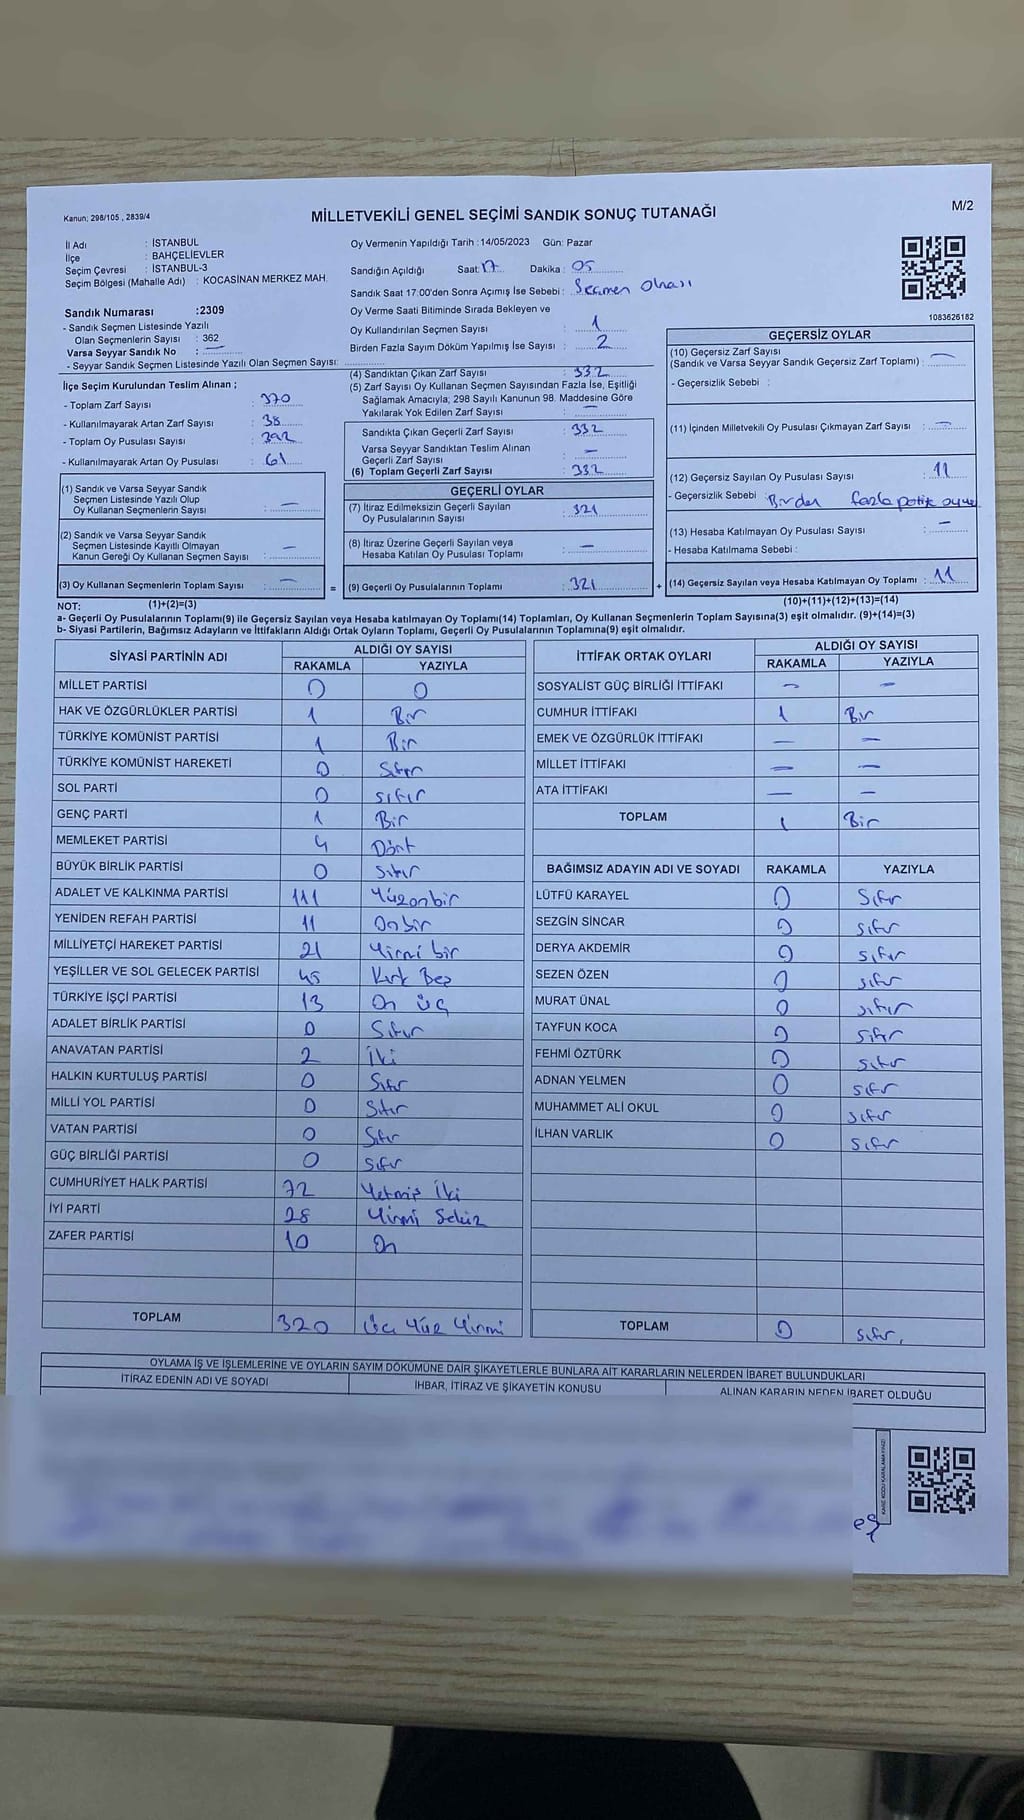 Kanun; 298/105 , 2839/4
MİLLETVEKİLİ GENEL SEÇİMİ SANDIK SONUÇ TUTANAĞI
M/2
İl Adı : İSTANBUL
İlçe : BAHÇELİEVLER
Seçim Çevresi : İSTANBUL-3
Seçim Bölgesi (Mahalle Adı) : KOCASİNAN MERKEZ MAH.
Oy Vermenin Yapıldığı Tarih :14/05/2023 Gün: Pazar
Sandığın Açıldığı Saat: 17 Dakika : 05
Sandık Saat 17:00'den Sonra Açımış İse Sebebi : Seçmen Olması
Oy Verme Saati Bitiminde Sırada Bekleyen ve
Oy Kullandırılan Seçmen Sayısı : 1
Birden Fazla Sayım Döküm Yapılmış İse Sayısı : 2
1083626182
Sandık Numarası :2309
- Sandık Seçmen Listesinde Yazılı
Olan Seçmenlerin Sayısı : 362
Varsa Seyyar Sandık No : —
- Seyyar Sandık Seçmen Listesinde Yazılı Olan Seçmen Sayısı:
İlçe Seçim Kurulundan Teslim Alınan ;
- Toplam Zarf Sayısı : 370
- Kullanılmayarak Artan Zarf Sayısı : 38
- Toplam Oy Pusulası Sayısı : 392
- Kullanılmayarak Artan Oy Pusulası : 61
(1) Sandık ve Varsa Seyyar Sandık
Seçmen Listesinde Yazılı Olup
Oy Kullanan Seçmenlerin Sayısı : —
(2) Sandık ve Varsa Seyyar Sandık
Seçmen Listesinde Kayıtlı Olmayan
Kanun Gereği Oy Kullanan Seçmen Sayısı : —
(3) Oy Kullanan Seçmenlerin Toplam Sayısı : —
=
(4) Sandıktan Çıkan Zarf Sayısı : 332
(5) Zarf Sayısı Oy Kullanan Seçmen Sayısından Fazla İse, Eşitliği
Sağlamak Amacıyla; 298 Sayılı Kanunun 98. Maddesine Göre
Yakılarak Yok Edilen Zarf Sayısı : —
Sandıkta Çıkan Geçerli Zarf Sayısı : 332
Varsa Seyyar Sandıktan Teslim Alınan
Geçerli Zarf Sayısı : —
(6) Toplam Geçerli Zarf Sayısı : 332
GEÇERLİ OYLAR
(7) İtiraz Edilmeksizin Geçerli Sayılan
Oy Pusulalarının Sayısı : 321
(8) İtiraz Üzerine Geçerli Sayılan veya
Hesaba Katılan Oy Pusulası Toplamı : —
(9) Geçerli Oy Pusulalarının Toplamı : 321
+
GEÇERSİZ OYLAR
(10) Geçersiz Zarf Sayısı
(Sandık ve Varsa Seyyar Sandık Geçersiz Zarf Toplamı) : —
- Geçersizlik Sebebi :
(11) İçinden Milletvekili Oy Pusulası Çıkmayan Zarf Sayısı : —
(12) Geçersiz Sayılan Oy Pusulası Sayısı : 11
- Geçersizlik Sebebi : Birden fazla
(13) Hesaba Katılmayan Oy Pusulası Sayısı : —
- Hesaba Katılmama Sebebi :
(14) Geçersiz Sayılan veya Hesaba Katılmayan Oy Toplamı : 11
NOT: (1)+(2)=(3)
(10)+(11)+(12)+(13)=(14)
a- Geçerli Oy Pusulalarının Toplamı(9) ile Geçersiz Sayılan veya Hesaba katılmayan Oy Toplamı(14) Toplamları, Oy Kullanan Seçmenlerin Toplam Sayısına(3) eşit olmalıdır. (9)+(14)=(3)
b- Siyasi Partilerin, Bağımsız Adayların ve İttifakların Aldığı Ortak Oyların Toplamı, Geçerli Oy Pusulalarının Toplamına(9) eşit olmalıdır.
SİYASİ PARTİNİN ADI ALDIĞI OY SAYISI
RAKAMLA YAZIYLA
MİLLET PARTİSİ 0 0
HAK VE ÖZGÜRLÜKLER PARTİSİ 1 Bir
TÜRKİYE KOMÜNİST PARTİSİ 1 Bir
TÜRKİYE KOMÜNİST HAREKETİ 0 Sıfır
SOL PARTİ 0 sıfır
GENÇ PARTİ 1 Bir
MEMLEKET PARTİSİ 4 Dört
BÜYÜK BİRLİK PARTİSİ 0 Sıfır
ADALET VE KALKINMA PARTİSİ 111 Yüzonbir
YENİDEN REFAH PARTİSİ 11 Onbir
MİLLİYETÇİ HAREKET PARTİSİ 21 Yirmi bir
YEŞİLLER VE SOL GELECEK PARTİSİ 45 Kırk Beş
TÜRKİYE İŞÇİ PARTİSİ 13 On üç
ADALET BİRLİK PARTİSİ 0 Sıfır
ANAVATAN PARTİSİ 2 İki
HALKIN KURTULUŞ PARTİSİ 0 Sıfır
MİLLİ YOL PARTİSİ 0 Sıfır
VATAN PARTİSİ 0 Sıfır
GÜÇ BİRLİĞİ PARTİSİ 0 Sıfır
CUMHURİYET HALK PARTİSİ 72 Yetmiş İki
İYİ PARTİ 28 Yirmi Sekiz
ZAFER PARTİSİ 10 On
TOPLAM 320 Üç Yüz Yirmi
İTTİFAK ORTAK OYLARI ALDIĞI OY SAYISI
RAKAMLA YAZIYLA
SOSYALİST GÜÇ BİRLİĞİ İTTİFAKI — —
CUMHUR İTTİFAKI 1 Bir
EMEK VE ÖZGÜRLÜK İTTİFAKI — —
MİLLET İTTİFAKI — —
ATA İTTİFAKI — —
TOPLAM 1 Bir
BAĞIMSIZ ADAYIN ADI VE SOYADI RAKAMLA YAZIYLA
LÜTFÜ KARAYEL 0 Sıfır
SEZGİN SİNCAR 0 sıfır
DERYA AKDEMİR 0 sıfır
SEZEN ÖZEN 0 sıfır
MURAT ÜNAL 0 sıfır
TAYFUN KOCA 0 sıfır
FEHMİ ÖZTÜRK 0 sıfır
ADNAN YELMEN 0 sıfır
MUHAMMET ALİ OKUL 0 sıfır
İLHAN VARLIK 0 sıfır
TOPLAM 0 sıfır.
OYLAMA İŞ VE İŞLEMLERİNE VE OYLARIN SAYIM DÖKÜMÜNE DAİR ŞİKAYETLERLE BUNLARA AİT KARARLARIN NELERDEN İBARET BULUNDUKLARI
İTİRAZ EDENİN ADI VE SOYADI İHBAR, İTİRAZ VE ŞİKAYETİN KONUSU ALINAN KARARIN NEDEN İBARET OLDUĞU